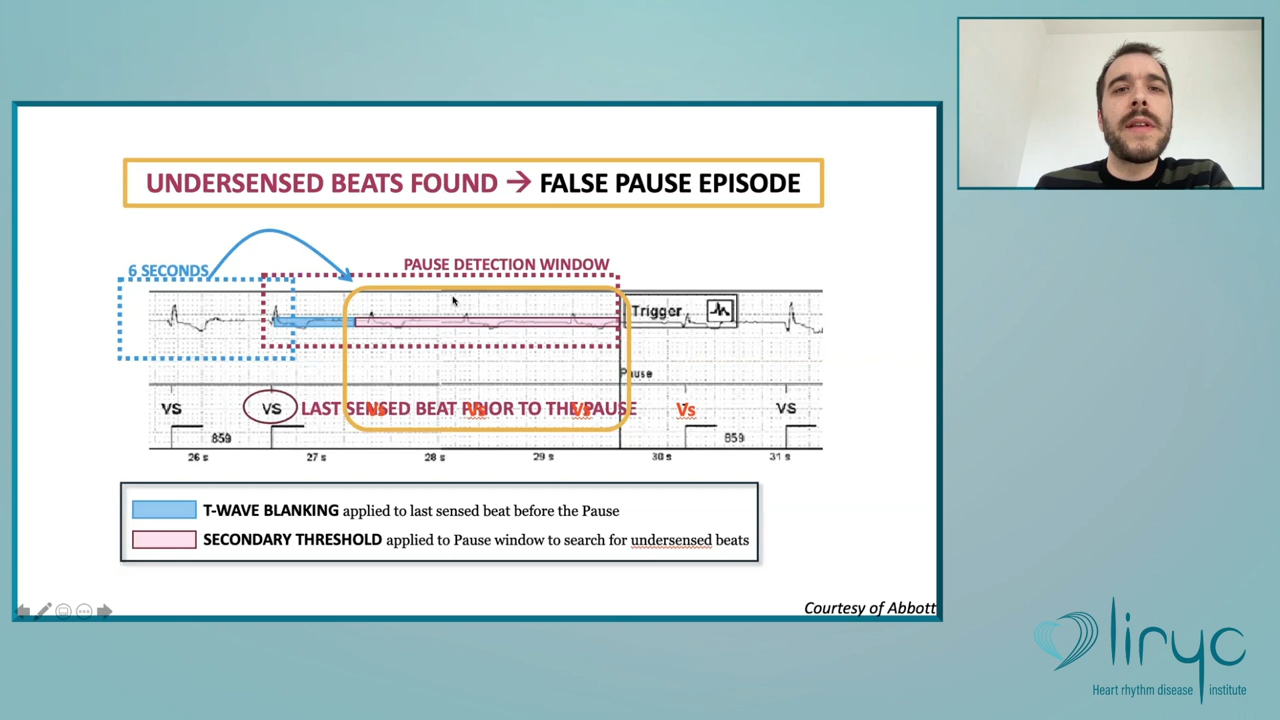 UNDERSENSED BEATS FOUND → FALSE PAUSE EPISODE
6 SECONDS
PAUSE DETECTION WINDOW
Trigger
Pause
VS VS LAST SENSED BEAT PRIOR TO THE PAUSE VS
Vs Vs Vs Vs
859 859
26 s 27 s 28 s 29 s 30 s 31 s
T-WAVE BLANKING applied to last sensed beat before the Pause
SECONDARY THRESHOLD applied to Pause window to search for undersensed beats
Courtesy of Abbott
liryc
Heart rhythm disease institute